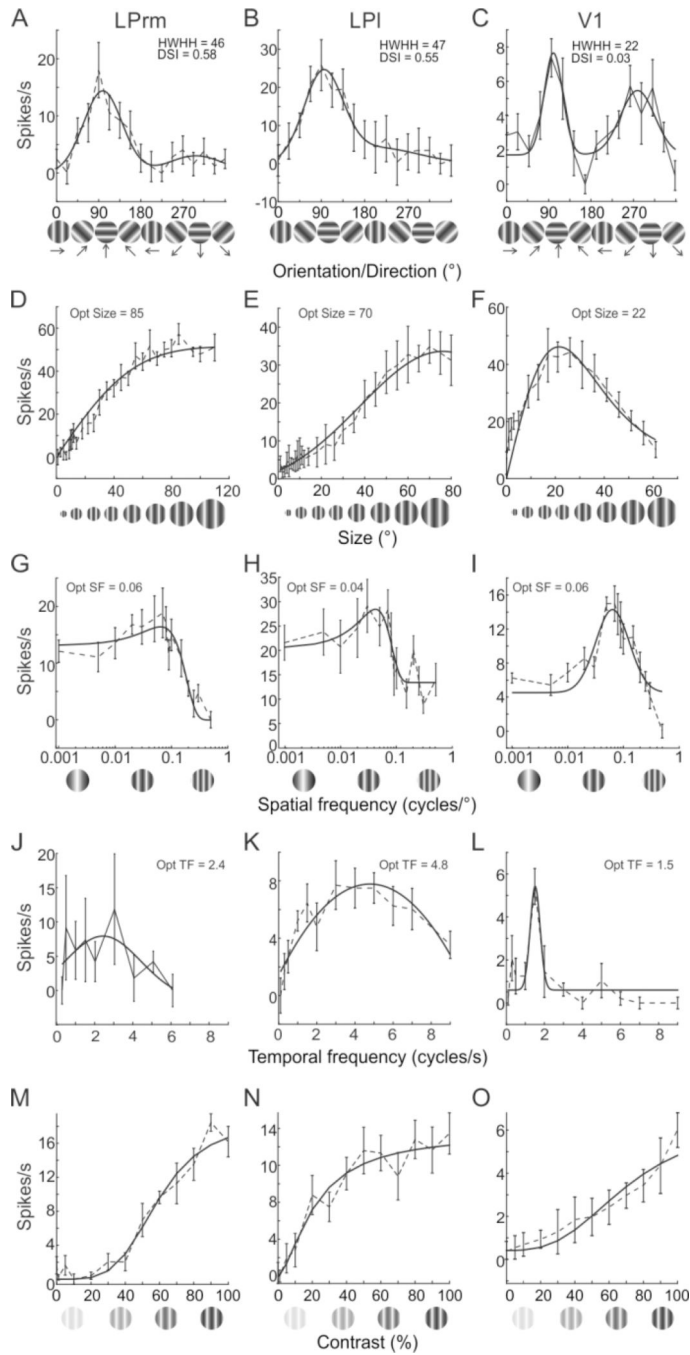 A LPrm B LPl C V1
HWHH = 46
DSI = 0.58
HWHH = 47
DSI = 0.55
HWHH = 22
DSI = 0.03
Spikes/s
20
10
0
30
20
10
0
-10
8
6
4
2
0
0 90 180 270
0 90 180 270
0 90 180 270
Orientation/Direction (°)
D E F
Opt Size = 85
Opt Size = 70
Opt Size = 22
Spikes/s
60
40
20
0
40
30
20
10
0
60
40
20
0
0 40 80 120
0 20 40 60 80
0 20 40 60
Size (°)
G H I
Opt SF = 0.06
Opt SF = 0.04
Opt SF = 0.06
Spikes/s
20
10
0
35
30
25
20
15
10
5
0
16
12
8
4
0
0.001 0.01 0.1 1
0.001 0.01 0.1 1
0.001 0.01 0.1 1
Spatial frequency (cycles/°)
J K L
Opt TF = 2.4
Opt TF = 4.8
Opt TF = 1.5
Spikes/s
20
15
10
5
0
8
4
0
6
4
2
0
0 2 4 6 8
0 2 4 6 8
0 2 4 6 8
Temporal frequency (cycles/s)
M N O
Spikes/s
16
12
8
4
0
12
8
4
0
6
4
2
0
0 20 40 60 80 100
0 20 40 60 80 100
0 20 40 60 80 100
Contrast (%)